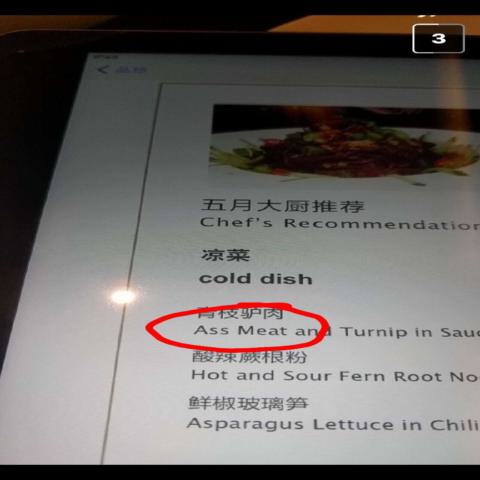 3
iPad
五月大厨推荐
Chef's Recommendation
凉菜
cold dish
青枝驴肉
Ass Meat and Turnip in Sauc
酸辣蕨根粉
Hot and Sour Fern Root No
鲜椒玻璃笋
Asparagus Lettuce in Chili